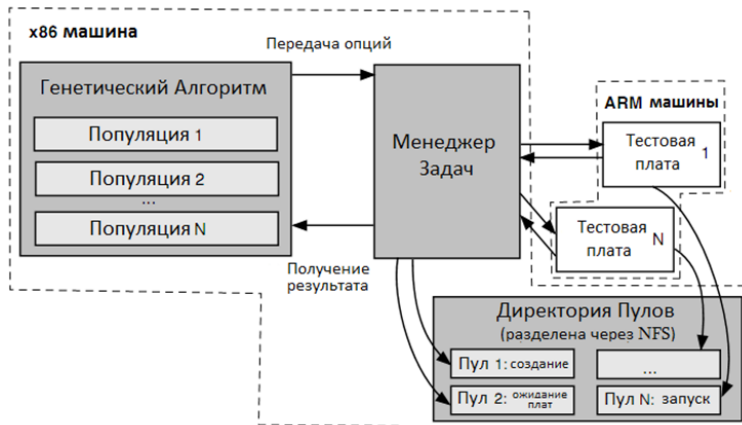 x86 машина
Передача опций
Генетический Алгоритм
Популяция 1
Популяция 2
...
Популяция N
Менеджер
Задач
Получение
результата
ARM машины
Тестовая
плата 1
Тестовая
плата N
Директория Пулов
(разделена через NFS)
Пул 1: создание
...
Пул 2: ожидание
плат
Пул N: запуск